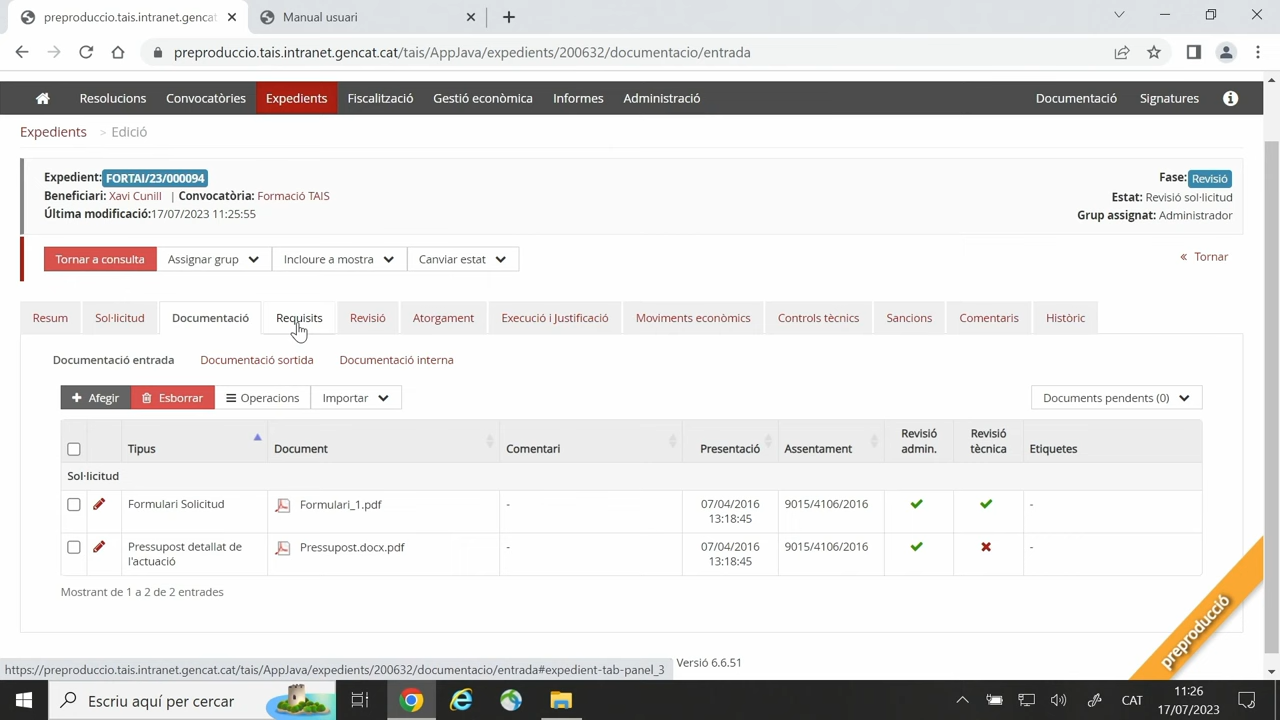 preproduccio.tais.intranet.gencat
Manual usuari
preproduccio.tais.intranet.gencat.cat/tais/AppJava/expedients/200632/documentacio/entrada
Resolucions Convocatòries Expedients Fiscalització Gestió econòmica Informes Administració Documentació Signatures
Expedients > Edició
Expedient: FORTAI/23/000094
Fase: Revisió
Beneficiari: Xavi Cunill | Convocatòria: Formació TAIS
Estat: Revisió sol·licitud
Última modificació:17/07/2023 11:25:55
Grup assignat: Administrador
Tornar a consulta Assignar grup Incloure a mostra Canviar estat
« Tornar
Resum Sol·licitud Documentació Requisits Revisió Atorgament Execució i Justificació Moviments econòmics Controls tècnics Sancions Comentaris Històric
Documentació entrada Documentació sortida Documentació interna
+ Afegir Esborrar Operacions Importar Documents pendents (0)
Tipus Document Comentari Presentació Assentament Revisió admin. Revisió tècnica Etiquetes
Sol·licitud
Formulari Solicitud Formulari_1.pdf - 07/04/2016 13:18:45 9015/4106/2016 -
Pressupost detallat de l'actuació Pressupost.docx.pdf - 07/04/2016 13:18:45 9015/4106/2016 -
Mostrant de 1 a 2 de 2 entrades
preproducció
https://preproduccio.tais.intranet.gencat.cat/tais/AppJava/expedients/200632/documentacio/entrada#expedient-tab-panel_3
Versió 6.6.51
Escriu aquí per cercar
CAT
11:26
17/07/2023